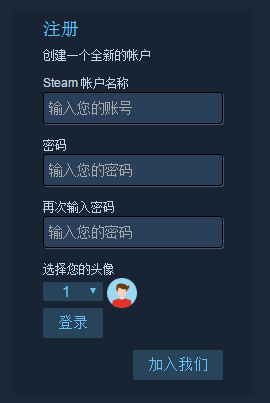 注册
创建一个全新的帐户
Steam 帐户名称
输入您的账号
密码
输入您的密码
再次输入密码
输入您的密码
选择您的头像
1
登录
加入我们